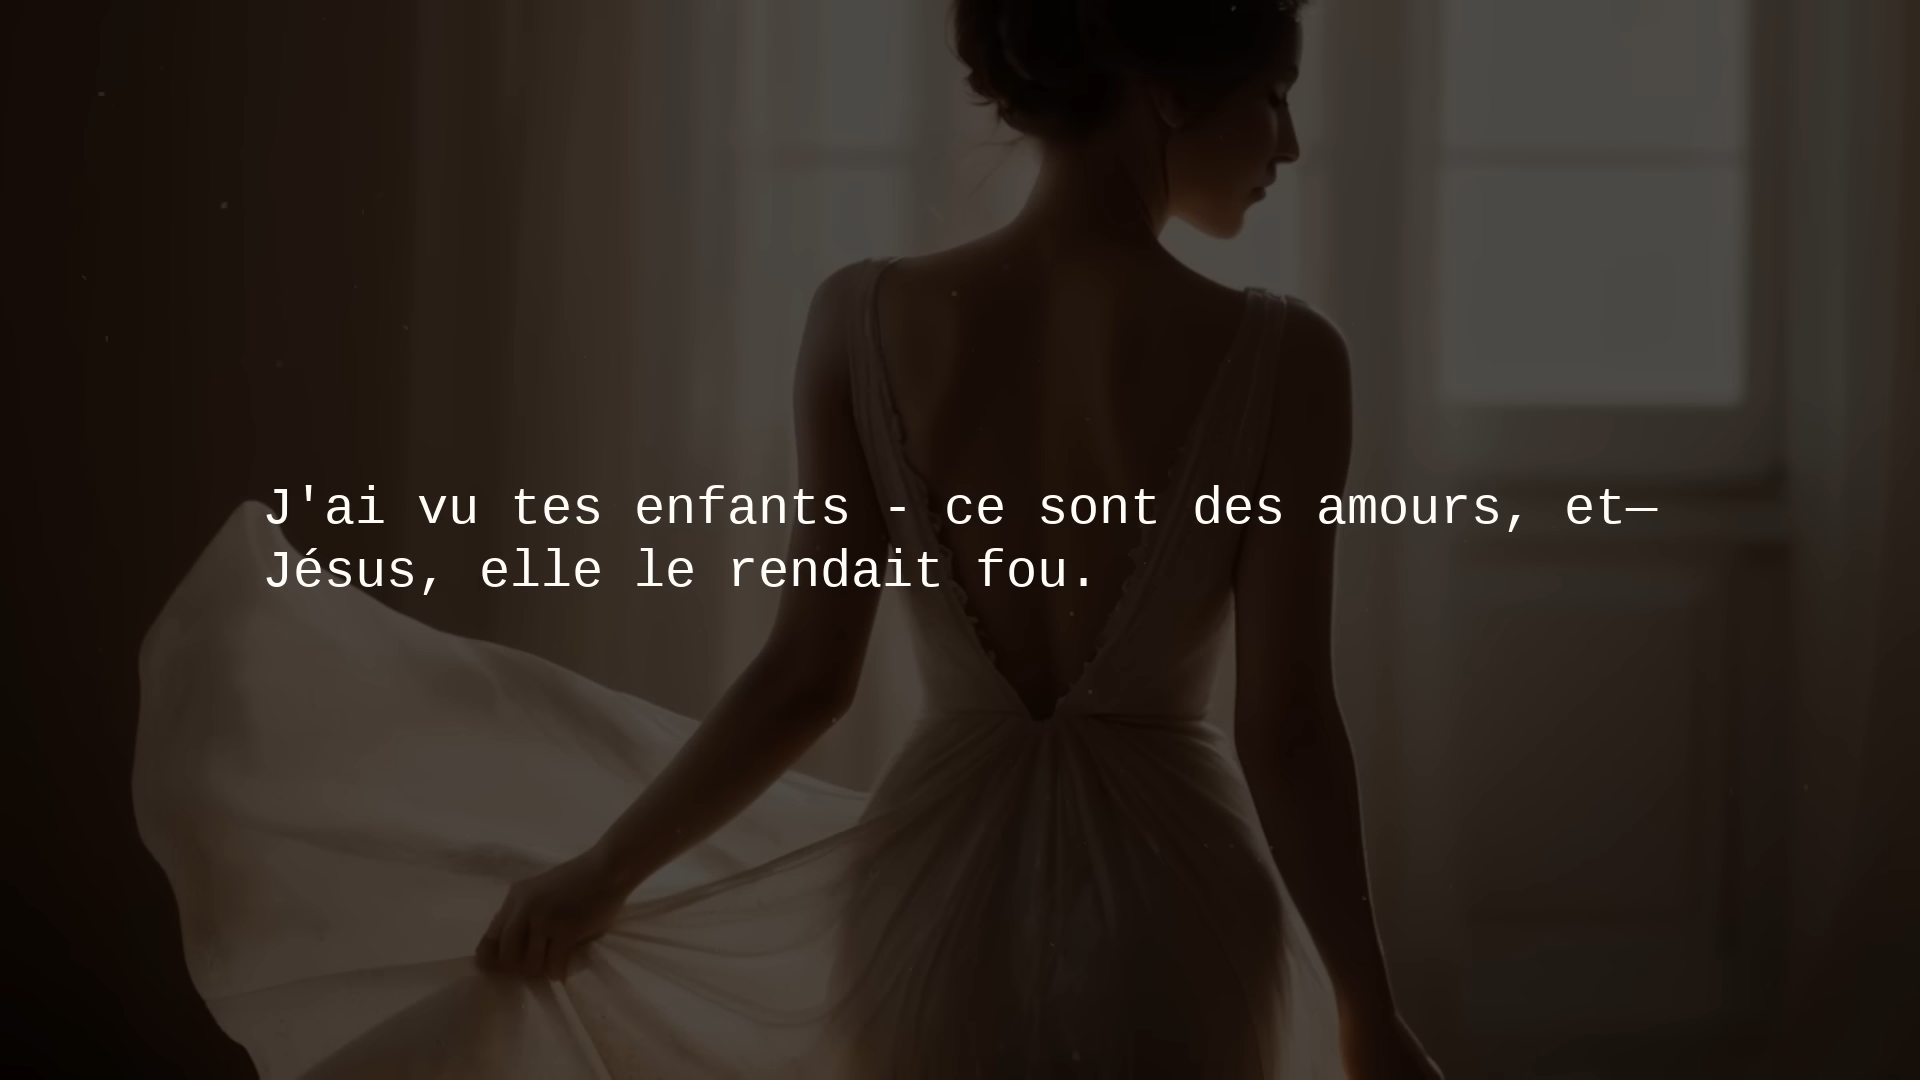 J'ai vu tes enfants - ce sont des amours, et—
Jésus, elle le rendait fou.